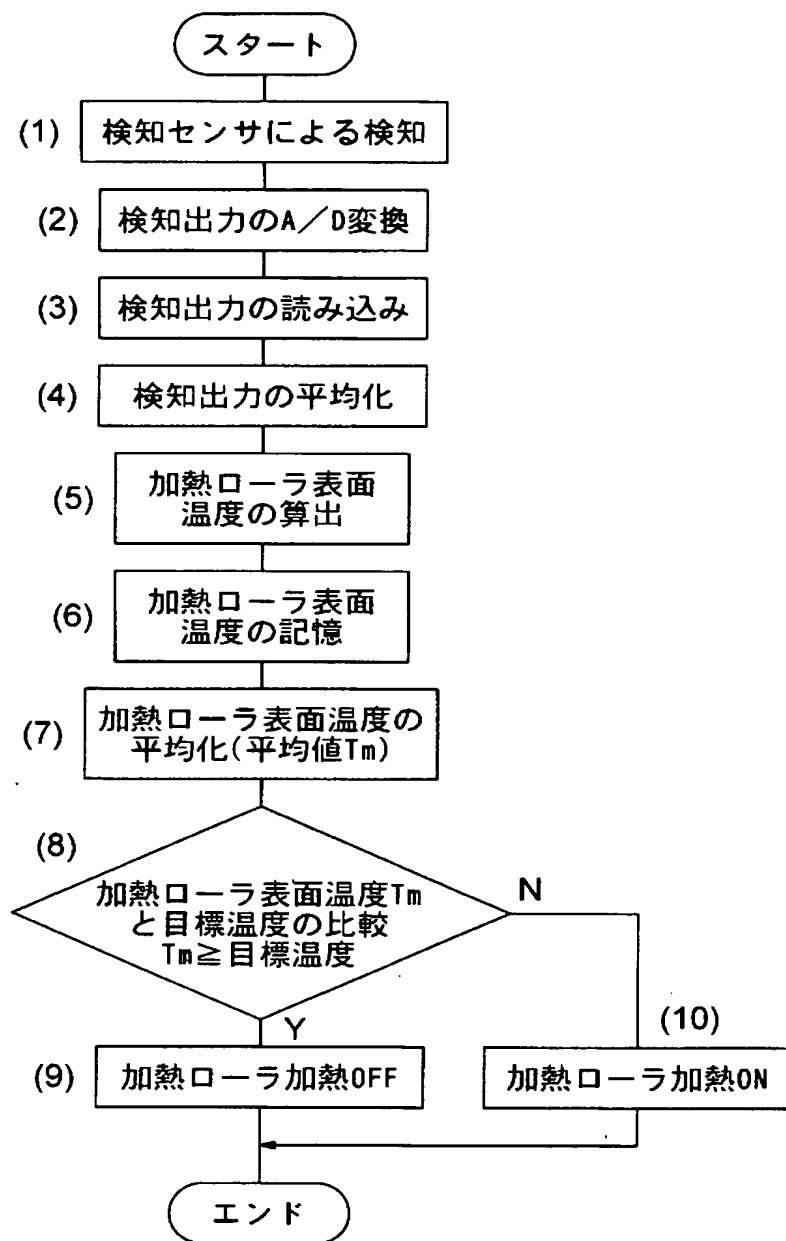 スタート
(1) 検知センサによる検知
(2) 検知出力のA/D変換
(3) 検知出力の読み込み
(4) 検知出力の平均化
(5) 加熱ローラ表面
温度の算出
(6) 加熱ローラ表面
温度の記憶
(7) 加熱ローラ表面温度の
平均化(平均値Tm)
(8)
加熱ローラ表面温度Tm
と目標温度の比較
Tm≧目標温度
N
Y
(9) 加熱ローラ加熱OFF
(10)
加熱ローラ加熱ON
エンド